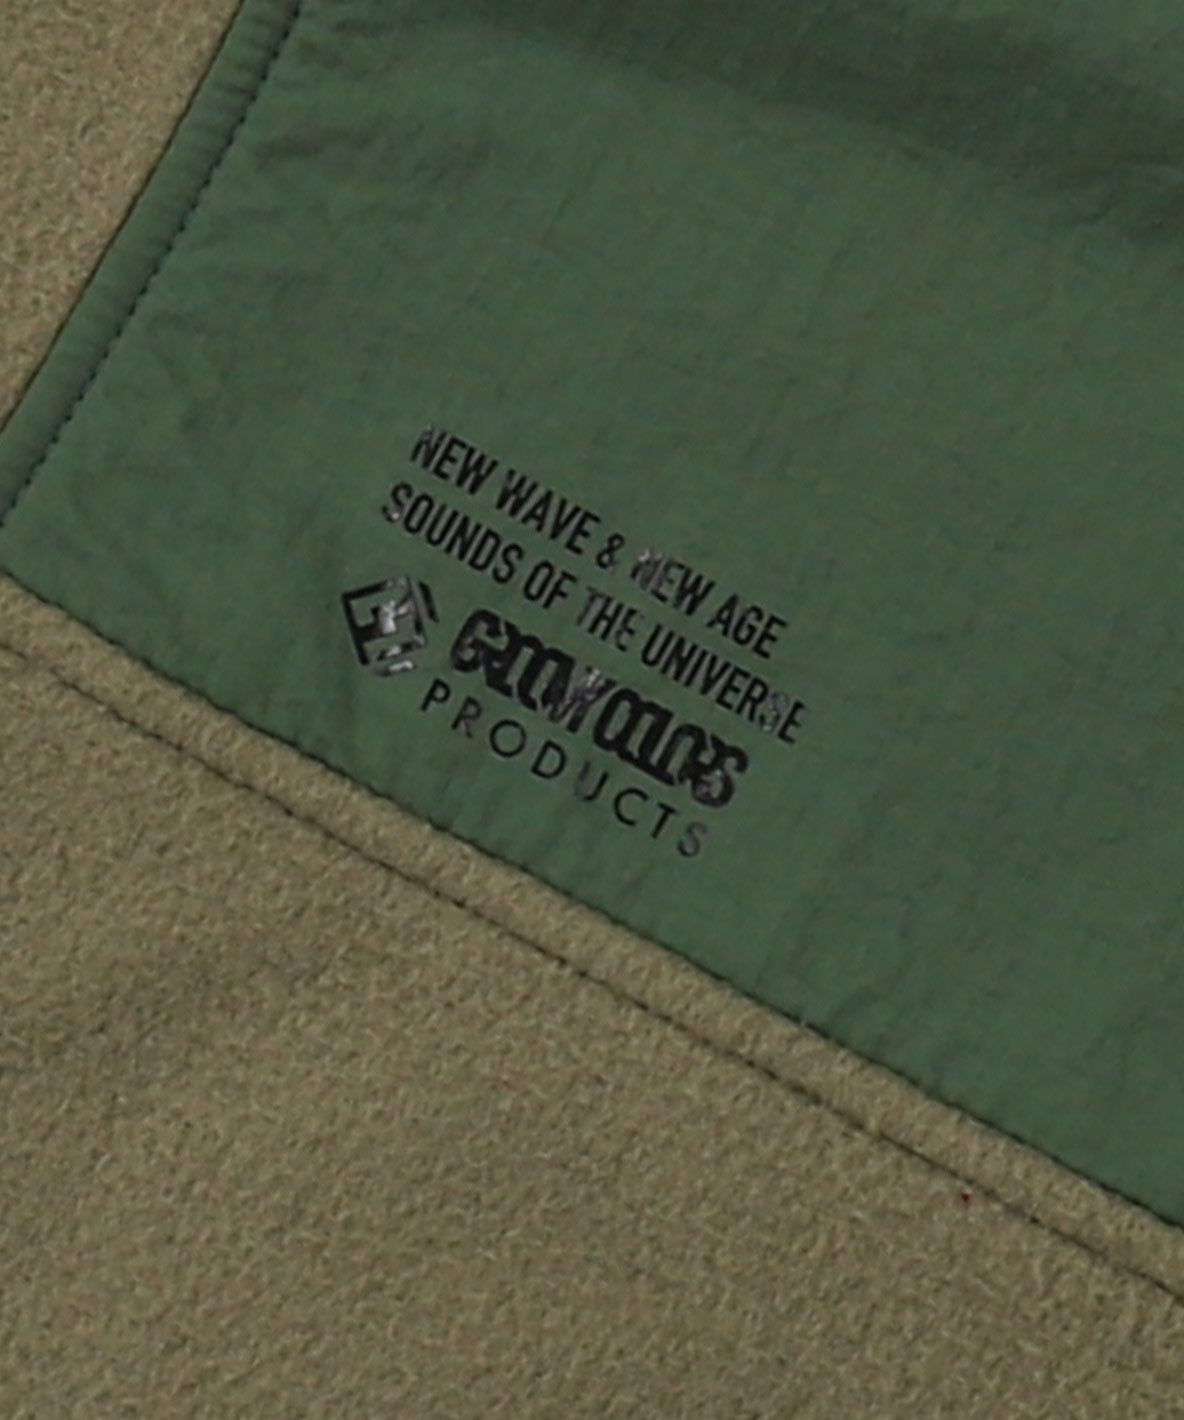 NEW WAVE & NEW AGE
SOUNDS OF THE UNIVERSE
PRODUCTS